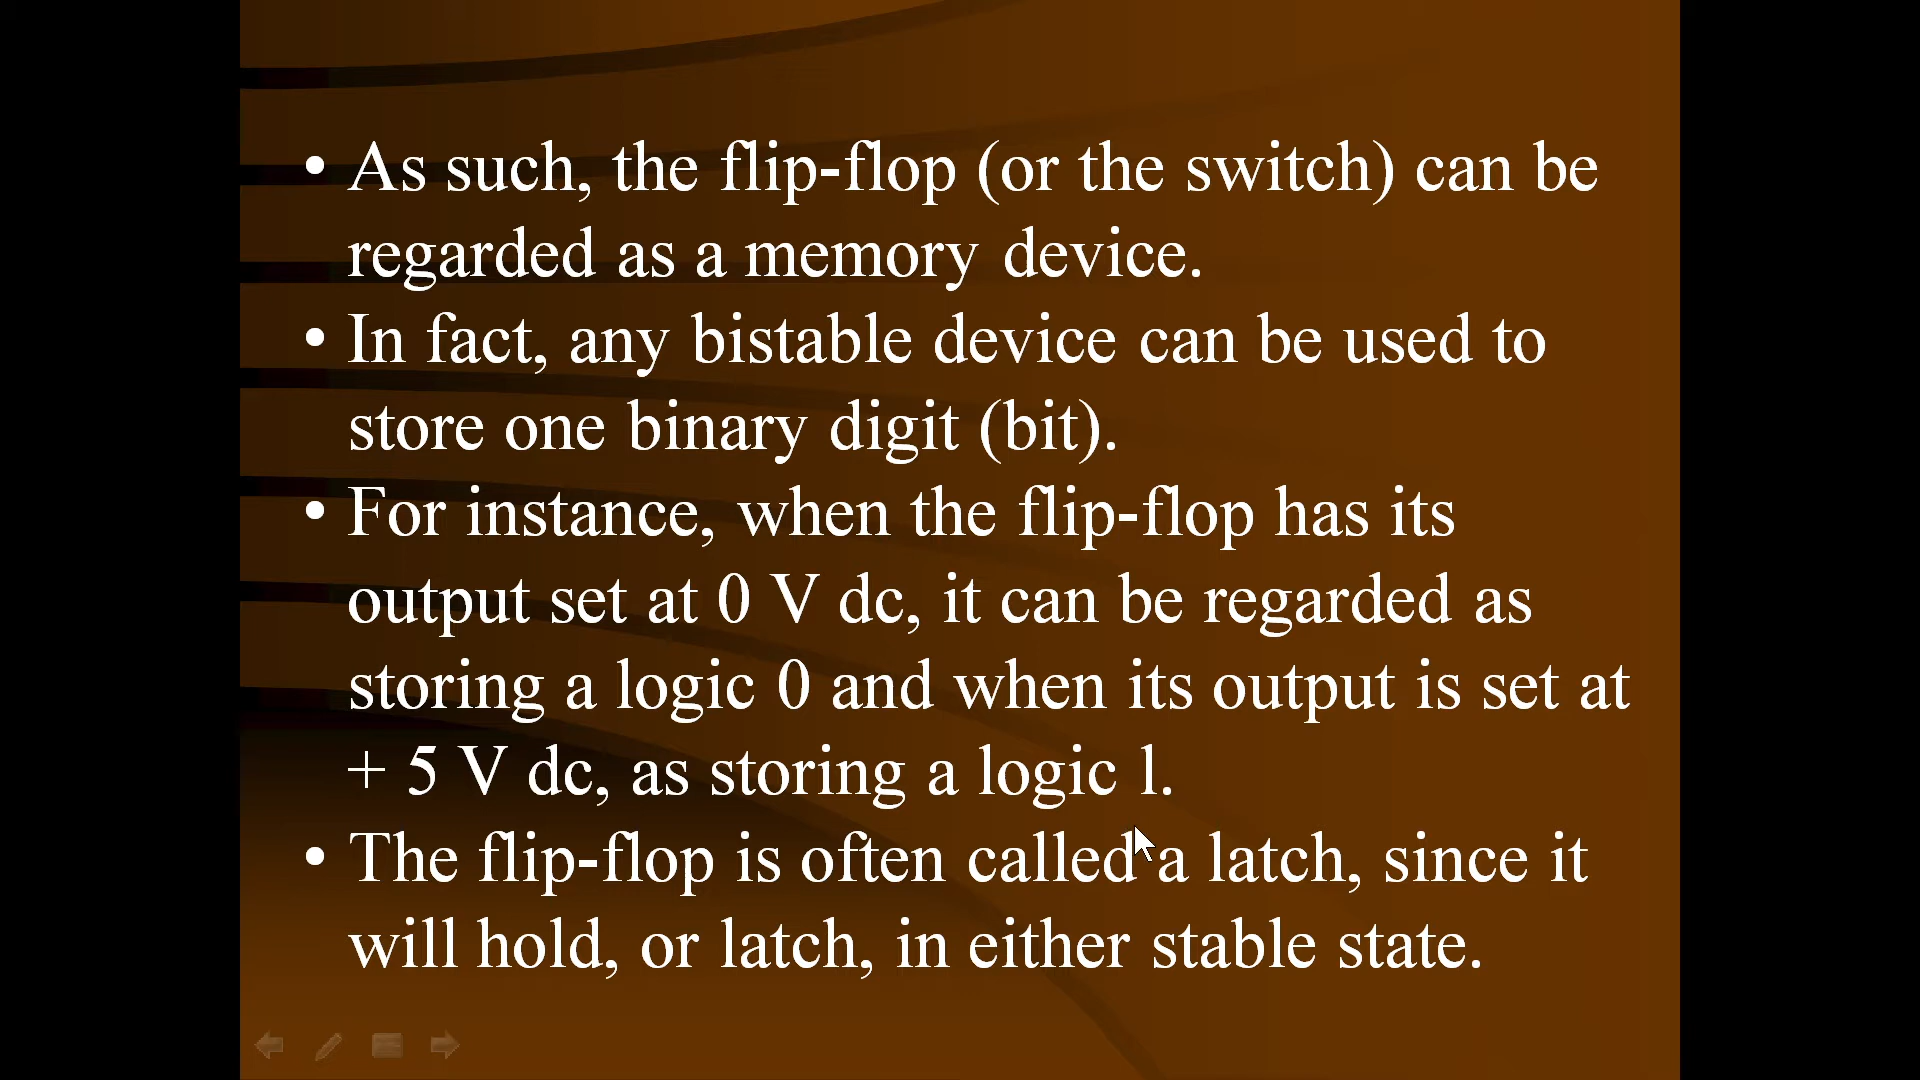 • As such, the flip-flop (or the switch) can be
regarded as a memory device.
• In fact, any bistable device can be used to
store one binary digit (bit).
• For instance, when the flip-flop has its
output set at 0 V dc, it can be regarded as
storing a logic 0 and when its output is set at
+ 5 V dc, as storing a logic l.
• The flip-flop is often called a latch, since it
will hold, or latch, in either stable state.